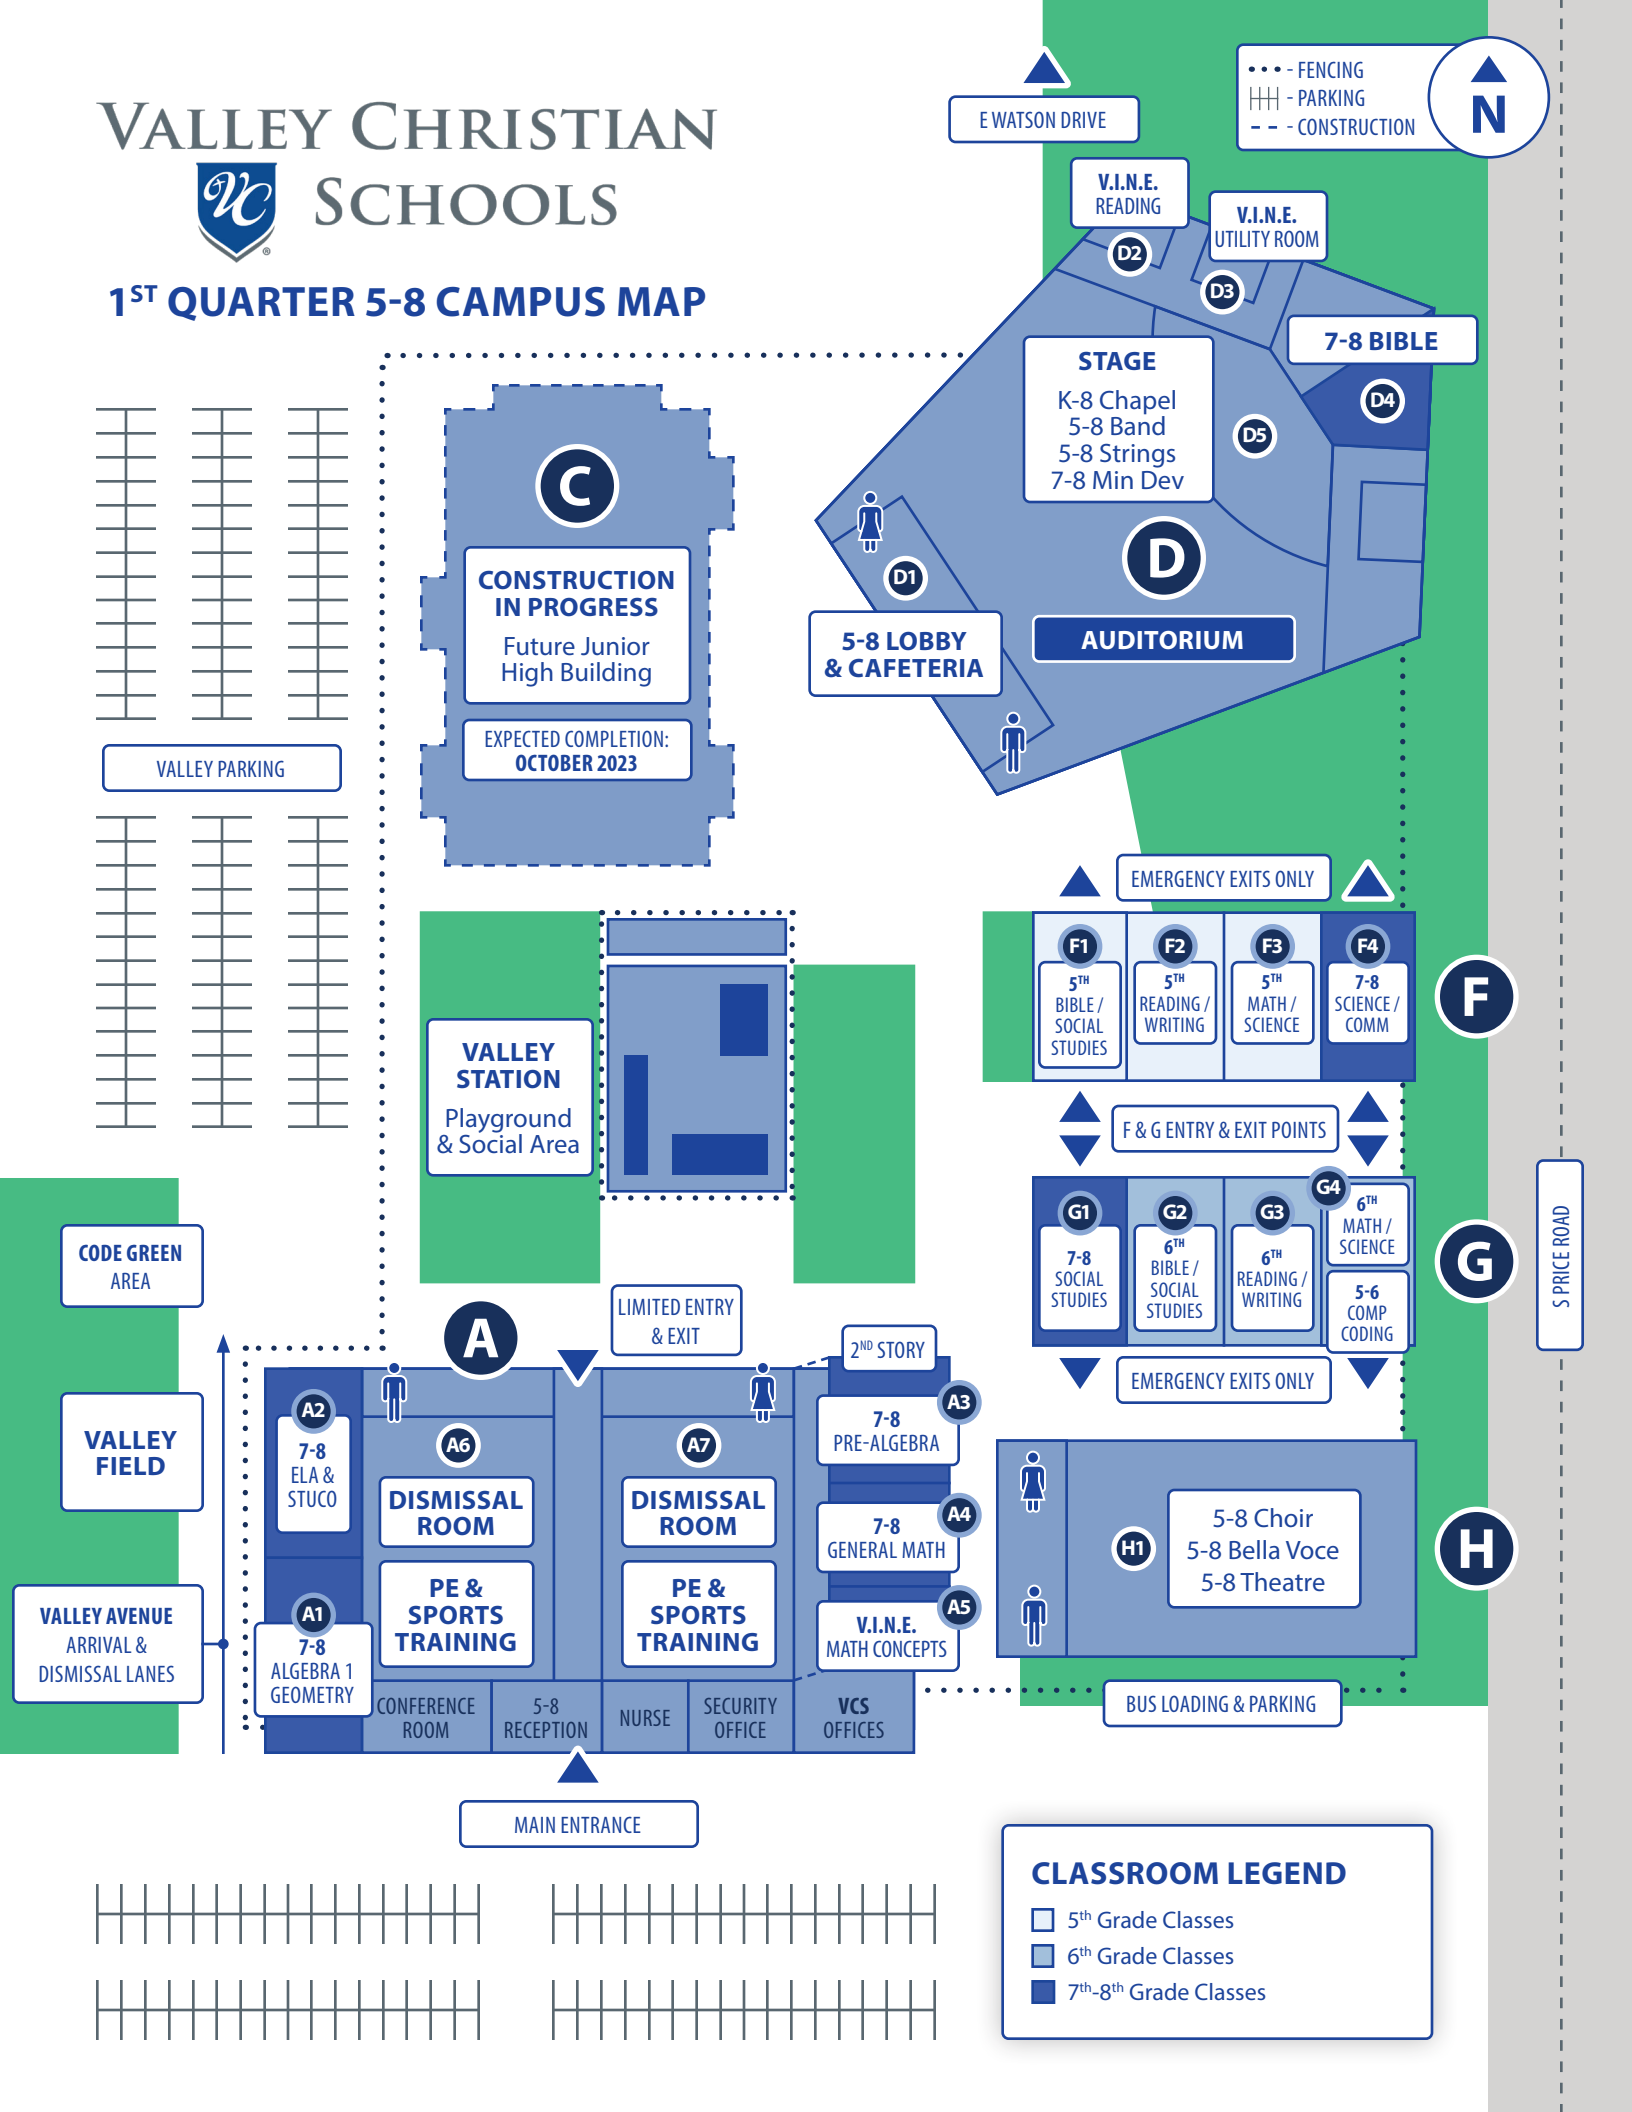 VALLEY CHRISTIAN
VC
SCHOOLS
®
1ST QUARTER 5-8 CAMPUS MAP
E WATSON DRIVE
- FENCING
- PARKING
- CONSTRUCTION
N
V.I.N.E.
READING
D2
V.I.N.E.
UTILITY ROOM
D3
7-8 BIBLE
D4
STAGE
K-8 Chapel
5-8 Band
5-8 Strings
7-8 Min Dev
D5
D
AUDITORIUM
D1
5-8 LOBBY
& CAFETERIA
C
CONSTRUCTION
IN PROGRESS
Future Junior
High Building
EXPECTED COMPLETION:
OCTOBER 2023
VALLEY PARKING
EMERGENCY EXITS ONLY
F1
5TH
BIBLE /
SOCIAL
STUDIES
F2
5TH
READING /
WRITING
F3
5TH
MATH /
SCIENCE
F4
7-8
SCIENCE /
COMM
F
VALLEY
STATION
Playground
& Social Area
F & G ENTRY & EXIT POINTS
G1
7-8
SOCIAL
STUDIES
G2
6TH
BIBLE /
SOCIAL
STUDIES
G3
6TH
READING /
WRITING
G4
6TH
MATH /
SCIENCE
5-6
COMP
CODING
G
S PRICE ROAD
EMERGENCY EXITS ONLY
CODE GREEN
AREA
VALLEY
FIELD
VALLEY AVENUE
ARRIVAL &
DISMISSAL LANES
A
LIMITED ENTRY
& EXIT
2ND STORY
A2
7-8
ELA &
STUCO
A1
7-8
ALGEBRA 1
GEOMETRY
A6
DISMISSAL
ROOM
PE &
SPORTS
TRAINING
A7
DISMISSAL
ROOM
PE &
SPORTS
TRAINING
A3
7-8
PRE-ALGEBRA
A4
7-8
GENERAL MATH
A5
V.I.N.E.
MATH CONCEPTS
CONFERENCE
ROOM
5-8
RECEPTION
NURSE
SECURITY
OFFICE
VCS
OFFICES
MAIN ENTRANCE
H1
5-8 Choir
5-8 Bella Voce
5-8 Theatre
H
BUS LOADING & PARKING
CLASSROOM LEGEND
5th Grade Classes
6th Grade Classes
7th-8th Grade Classes